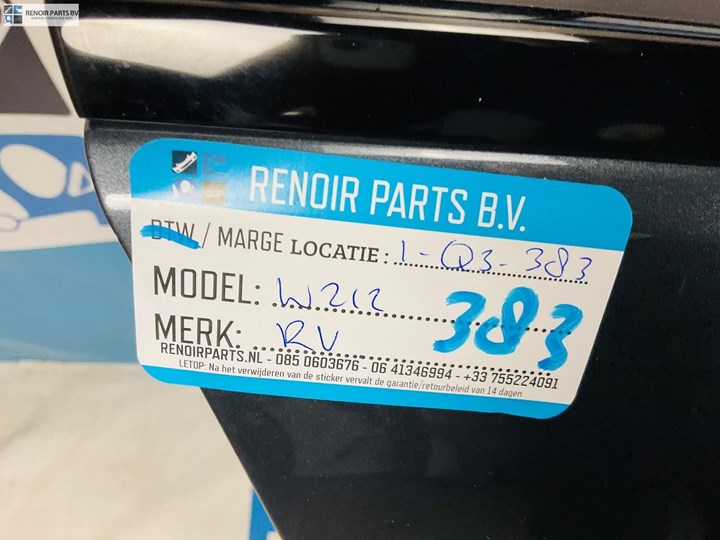 RENOIR PARTS BV
RENOIR PARTS B.V.
BTW / MARGE LOCATIE : 1-Q3-383
MODEL: W212
383
MERK: RV
RENOIRPARTS.NL - 085 0603676 - 06 41346994 - +33 755224091
LETOP: Na het verwijderen van de sticker vervalt de garantie/retourbeleid van 14 dagen